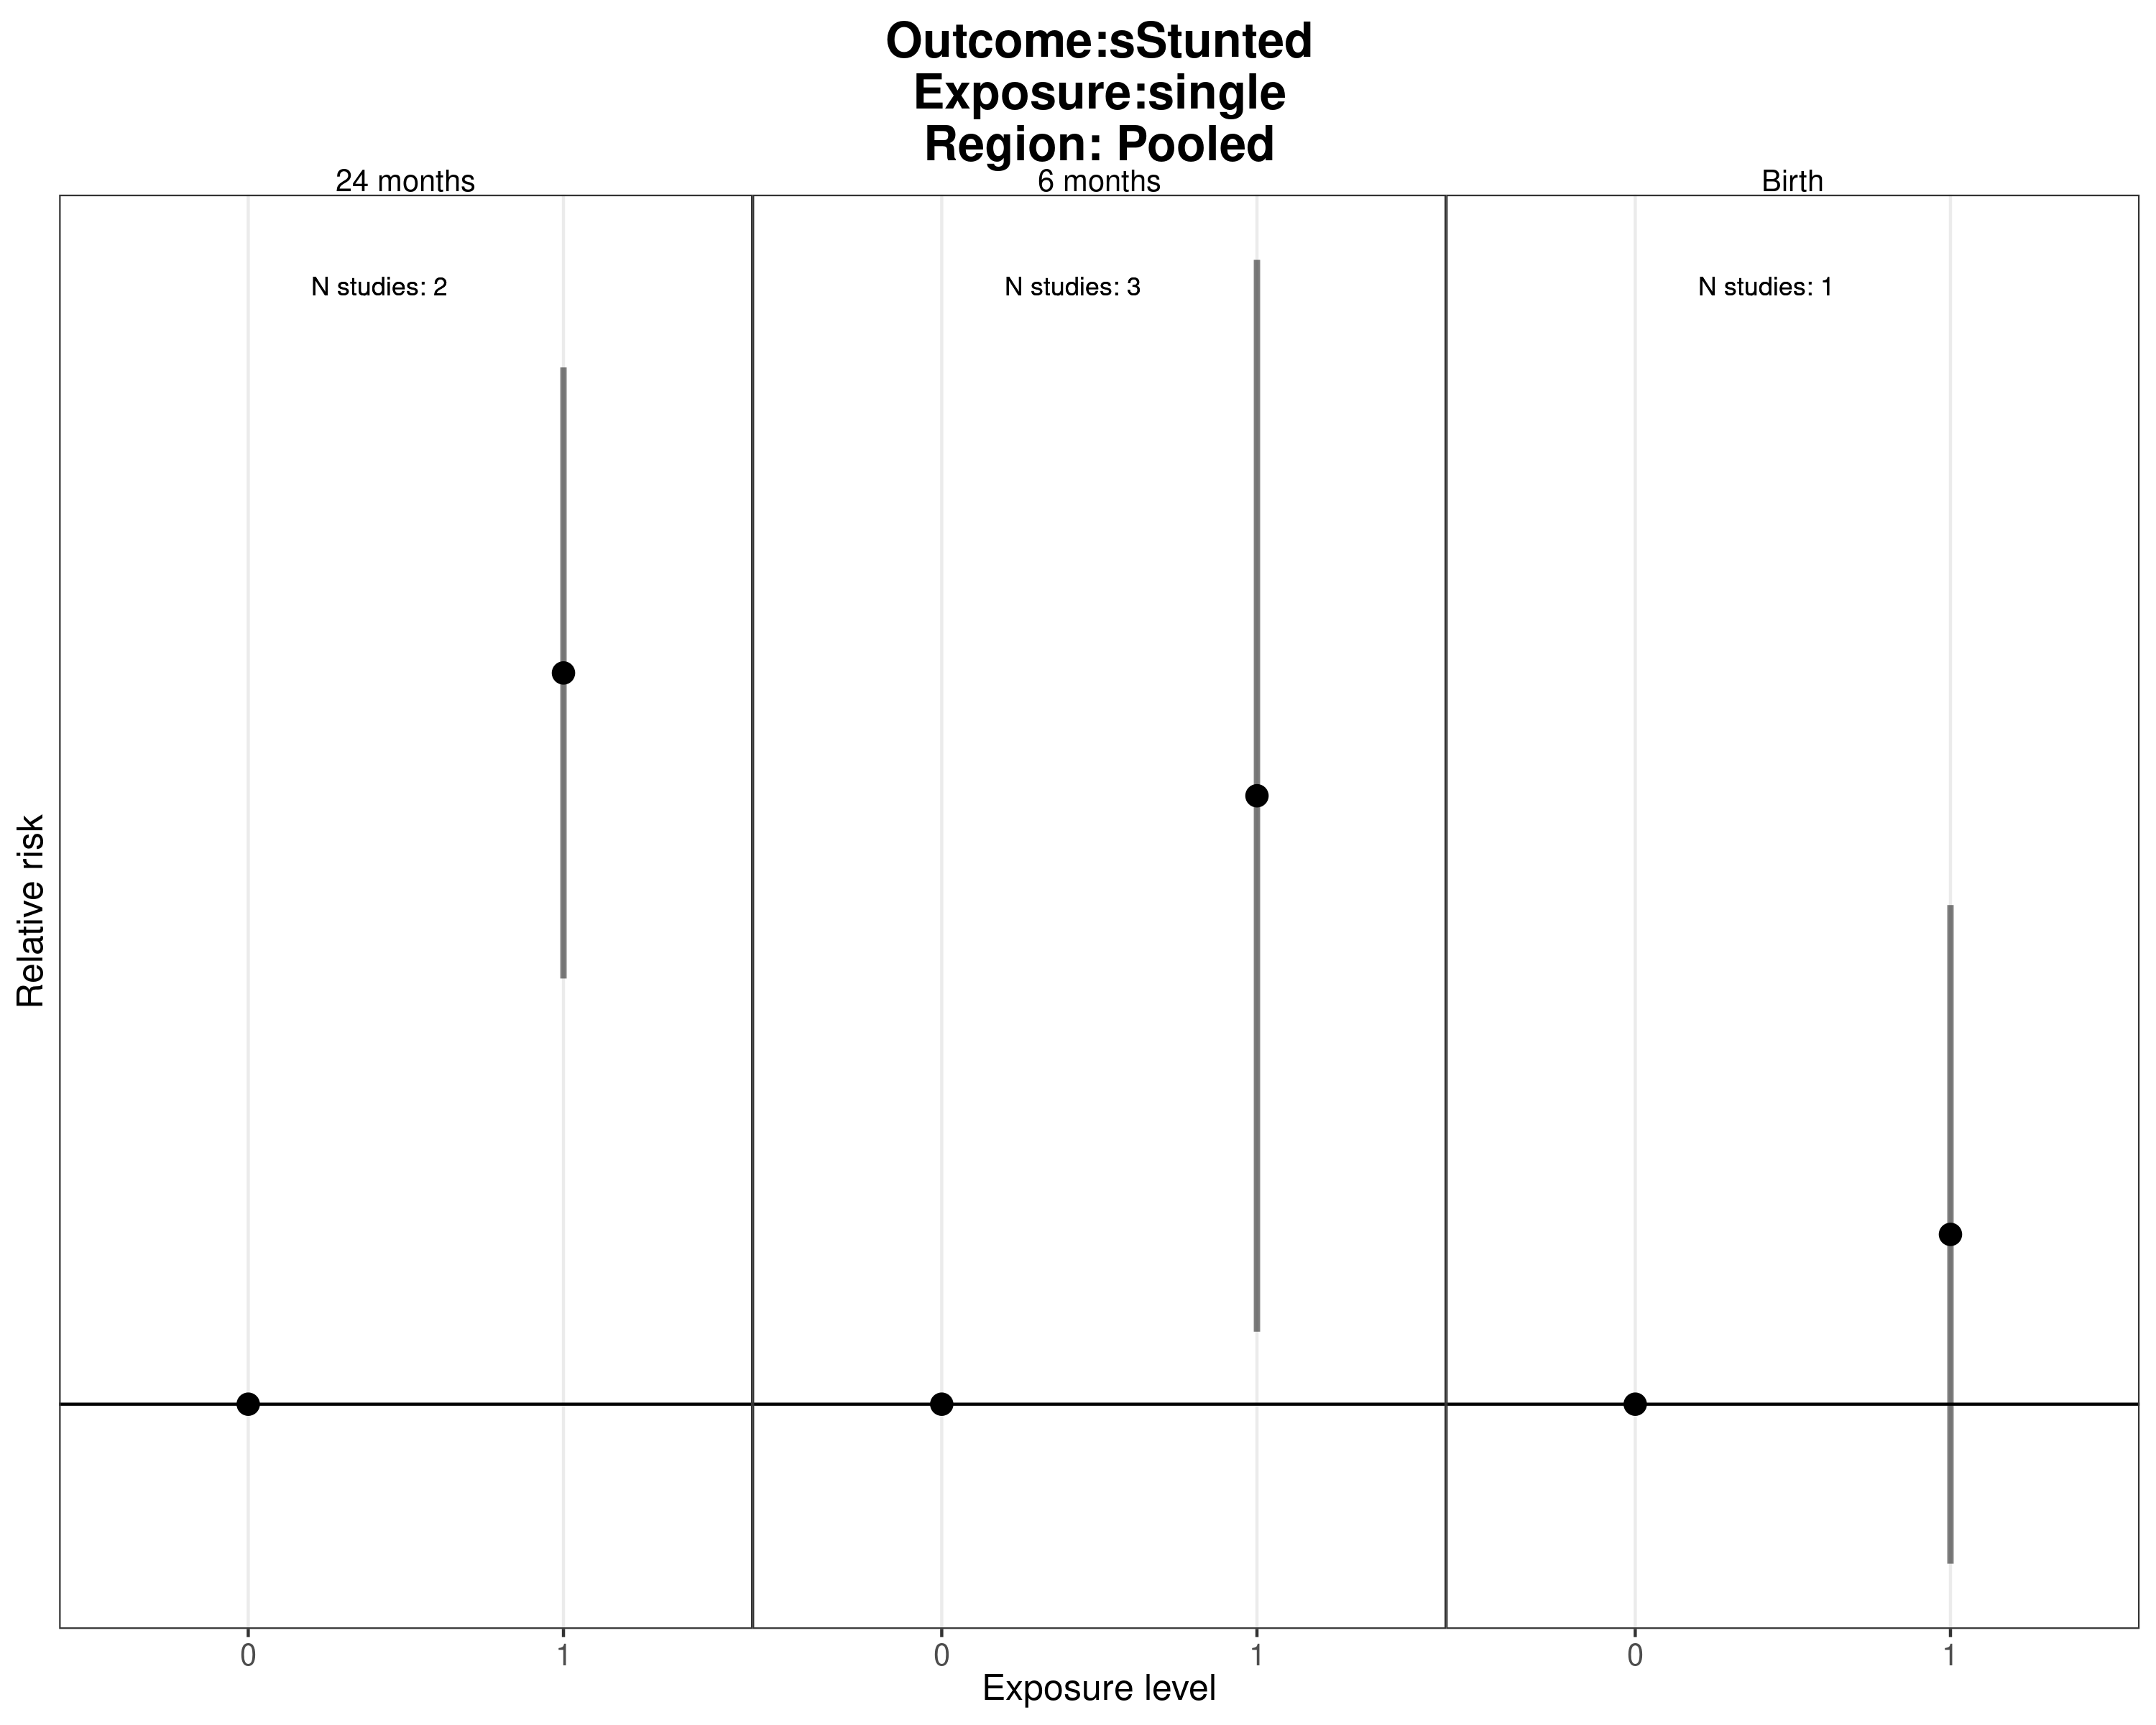 Outcome:sStunted
Exposure:single
Region: Pooled
24 months
6 months
Birth
N studies: 2
N studies: 3
N studies: 1
Relative risk
0
1
0
1
0
1
Exposure level